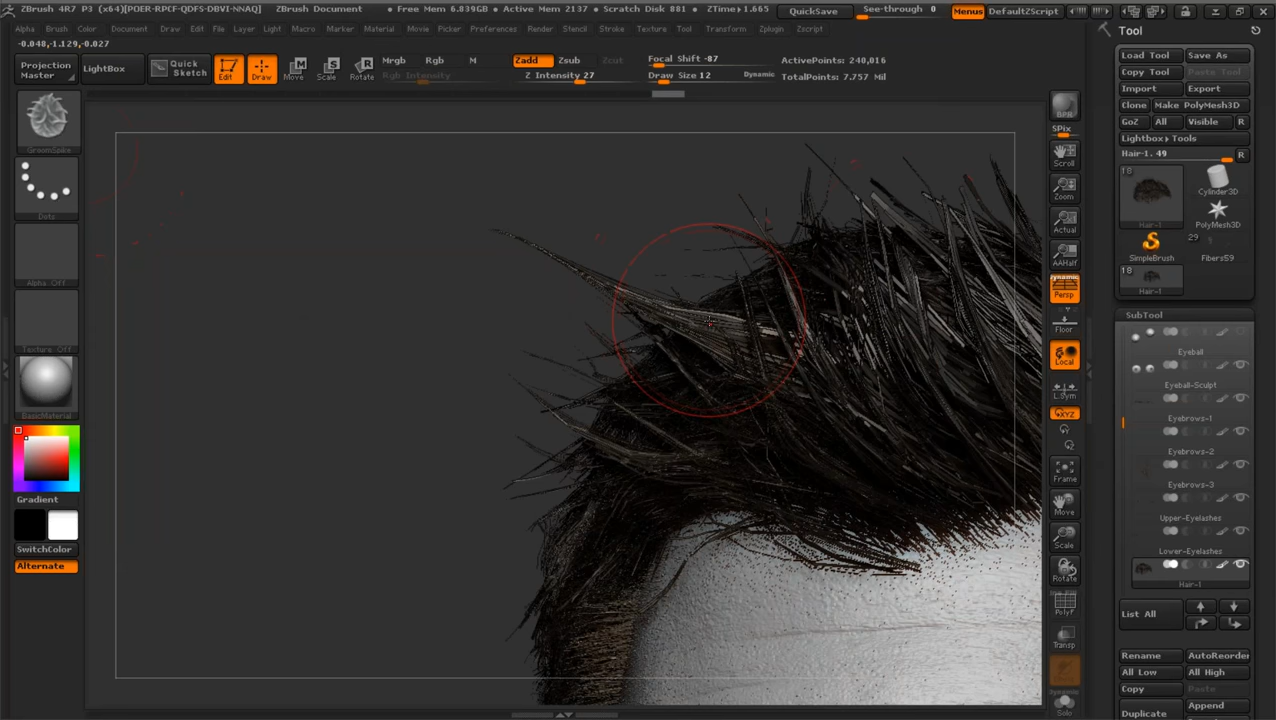 ZBrush 4R7 P3 (x64)[POER-RPCF-QDFS-DBVI-NNAQ] ZBrush Document • Free Mem 6.839GB • Active Mem 2137 • Scratch Disk 881 • ZTime▸1.665 QuickSave See-through 0 Menus DefaultZScript
Alpha Brush Color Document Draw Edit File Layer Light Macro Marker Material Movie Picker Preferences Render Stencil Stroke Texture Tool Transform Zplugin Zscript
-0.048,-1.129,-0.027
Projection Master
LightBox
Quick Sketch
Edit
Draw
Move
Scale
Rotate
Mrgb Rgb M
Rgb Intensity
Zadd Zsub Zcut
Z Intensity 27
Focal Shift -87
Draw Size 12 Dynamic
ActivePoints: 240,016
TotalPoints: 7.757 Mil
GroomSpike
Dots
Alpha Off
Texture Off
BasicMaterial
Gradient
SwitchColor
Alternate
BPR
SPix
Scroll
Zoom
Actual
AAHalf
Dynamic
Persp
Floor
Local
L.Sym
XYZ
Frame
Move
Scale
Rotate
PolyF
Transp
Dynamic
Solo
Tool
Load Tool Save As
Copy Tool Paste Tool
Import Export
Clone Make PolyMesh3D
GoZ All Visible R
Lightbox▸Tools
Hair-1. 49 R
18
Hair-1
Cylinder3D
PolyMesh3D
SimpleBrush
29
Fibers59
18
Hair-1
SubTool
Eyeball
Eyeball-Sculpt
Eyebrows-1
Eyebrows-2
Eyebrows-3
Upper-Eyelashes
Lower-Eyelashes
Hair-1
List All
Rename AutoReorder
All Low All High
Copy Paste
Duplicate
Append